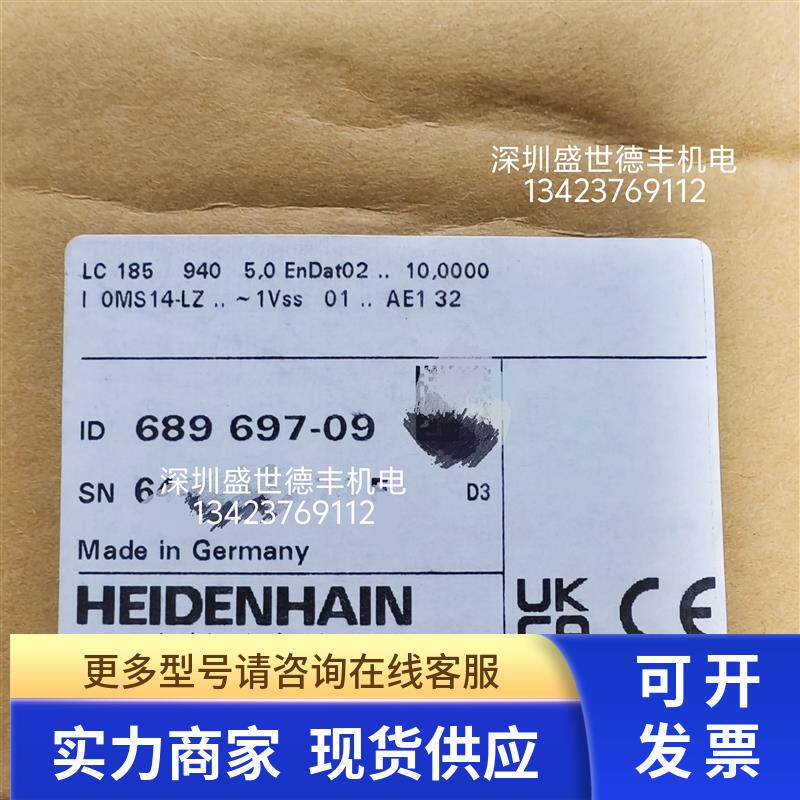 深圳盛世德丰机电
13423769112
LC 185 940 5,0 EnDat02 .. 10,0000
I 0MS14-LZ .. ~1Vss 01 .. AE1 32
ID 689 697-09
SN 6
深圳盛世德丰机电
13423769112
D3
Made in Germany
HEIDENHAIN
UK
CA
CE
更多型号请咨询在线客服
实力商家 现货供应
可开
发票